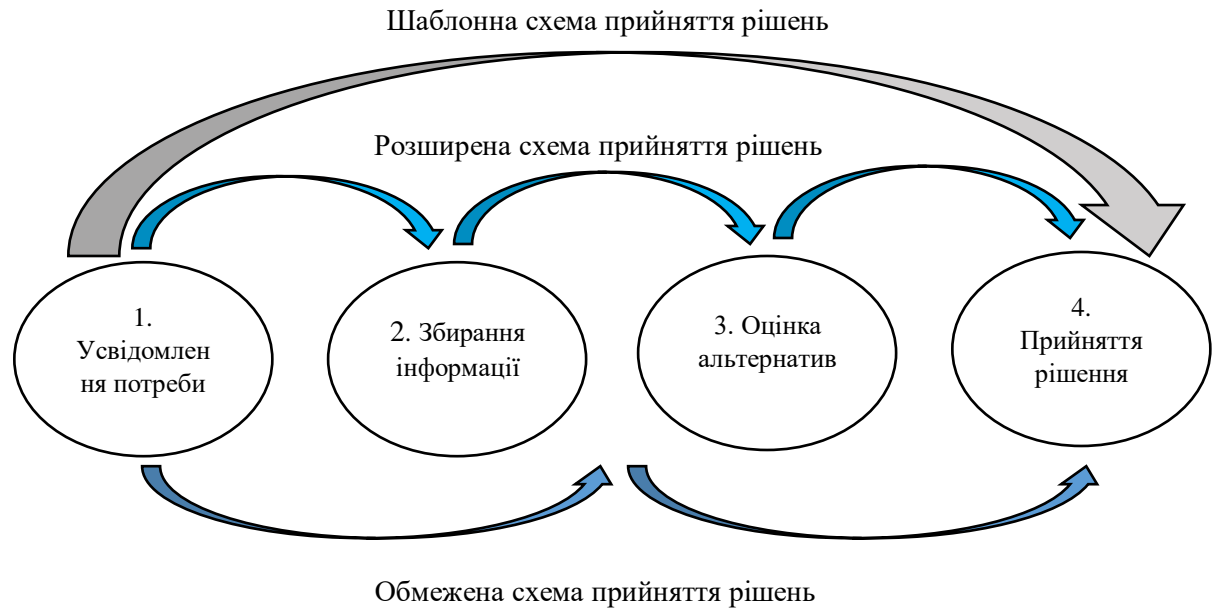 Шаблонна схема прийняття рішень
Розширена схема прийняття рішень
1.
Усвідомлен
ня потреби
2. Збирання
інформації
3. Оцінка
альтернатив
4.
Прийняття
рішення
Обмежена схема прийняття рішень